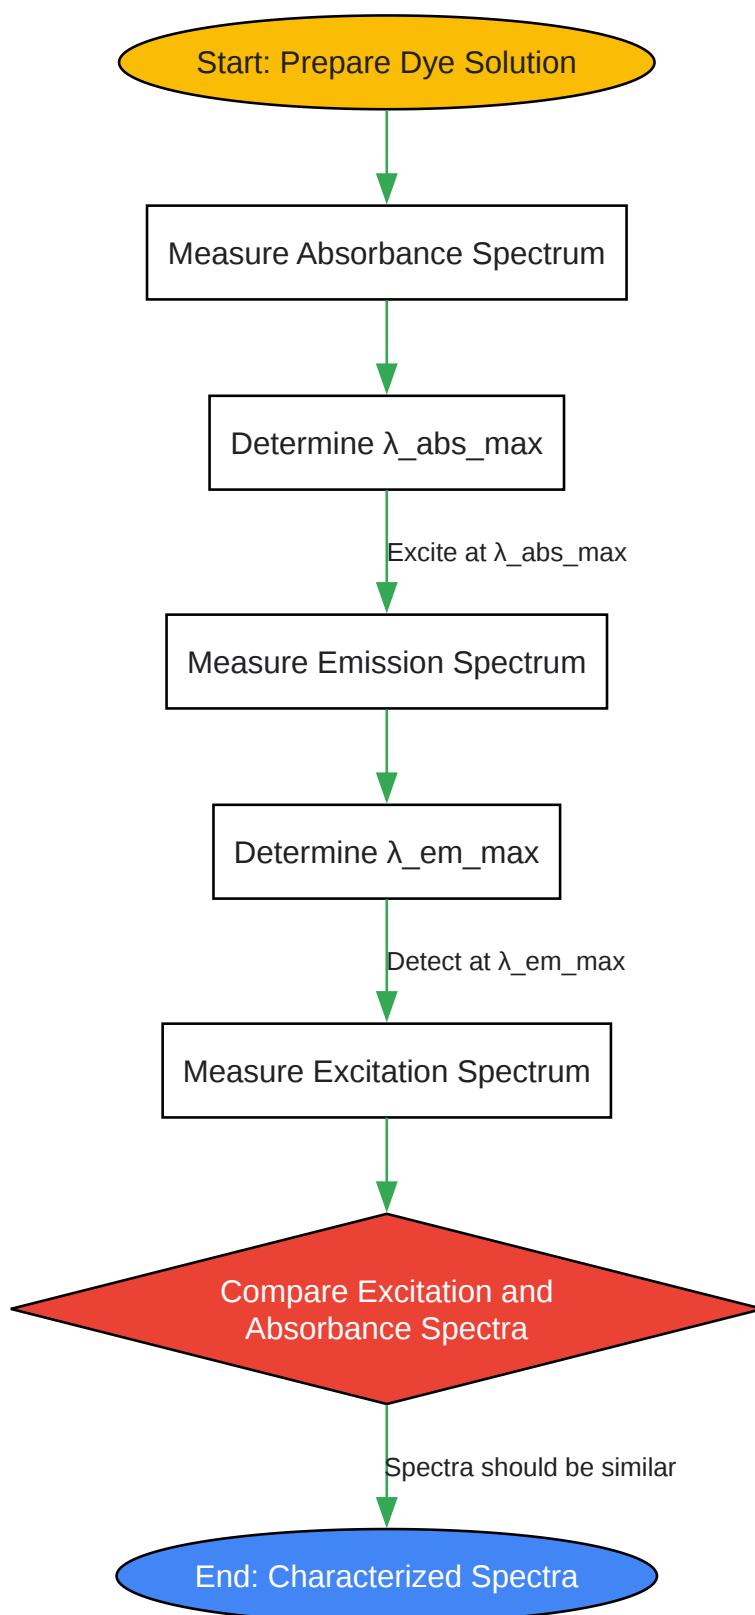 Start: Prepare Dye Solution
Measure Absorbance Spectrum
Determine λ_abs_max
Excite at λ_abs_max
Measure Emission Spectrum
Determine λ_em_max
Detect at λ_em_max
Measure Excitation Spectrum
Compare Excitation and
Absorbance Spectra
Spectra should be similar
End: Characterized Spectra